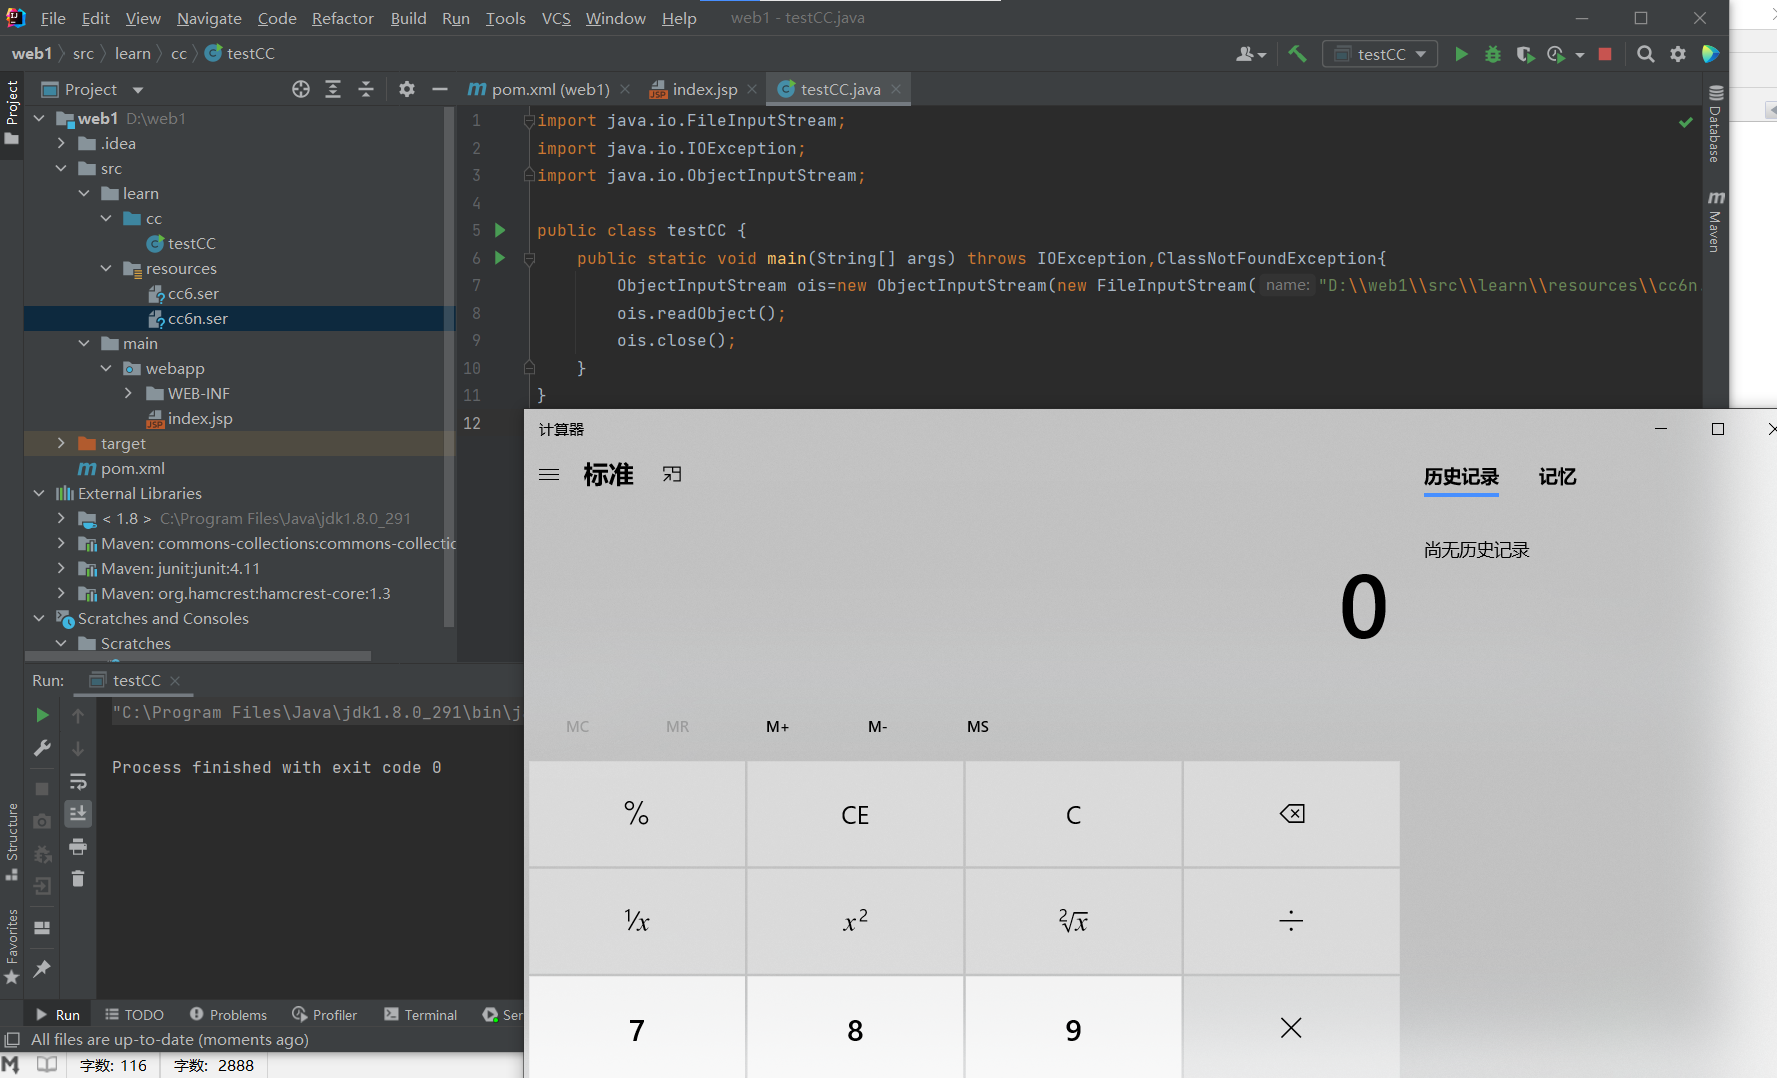 File Edit View Navigate Code Refactor Build Run Tools VCS Window Help web1 - testCC.java
web1 src learn cc testCC
testCC
Project
pom.xml (web1) index.jsp testCC.java
Project
web1 D:\web1
.idea
src
learn
cc
testCC
resources
cc6.ser
cc6n.ser
main
webapp
WEB-INF
index.jsp
target
pom.xml
External Libraries
< 1.8 > C:\Program Files\Java\jdk1.8.0_291
Maven: commons-collections:commons-collectic
Maven: junit:junit:4.11
Maven: org.hamcrest:hamcrest-core:1.3
Scratches and Consoles
Scratches
1 import java.io.FileInputStream;
2 import java.io.IOException;
3 import java.io.ObjectInputStream;
4
5 public class testCC {
6 public static void main(String[] args) throws IOException,ClassNotFoundException{
7 ObjectInputStream ois=new ObjectInputStream(new FileInputStream( name: "D:\\web1\\src\\learn\\resources\\cc6n.
8 ois.readObject();
9 ois.close();
10 }
11 }
12
Database
Maven
计算器
标准
历史记录 记忆
尚无历史记录
0
MC MR M+ M- MS
% CE C
1/x x² ²√x ÷
7 8 9 ×
Run: testCC
"C:\Program Files\Java\jdk1.8.0_291\bin\j
Process finished with exit code 0
Structure
Favorites
Run TODO Problems Profiler Terminal Ser
All files are up-to-date (moments ago)
字数: 116 字数: 2888